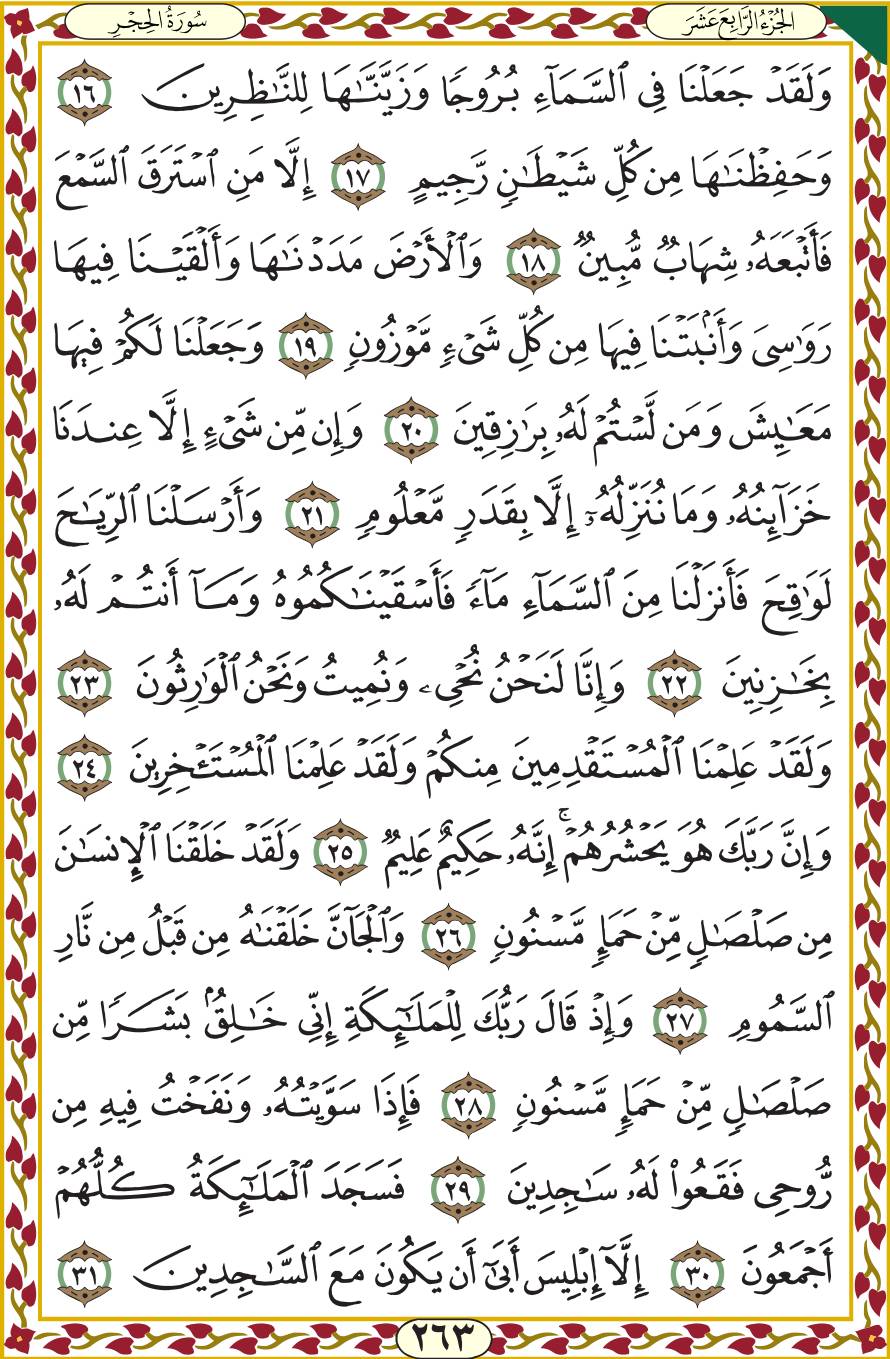 الجُزْءُ الرَّابِعَ عَشَرَ
سُورَةُ الحِجْرِ
وَلَقَدْ جَعَلْنَا فِى ٱلسَّمَآءِ بُرُوجًا وَزَيَّنَّـٰهَا لِلنَّـٰظِرِينَ ١٦
وَحَفِظْنَـٰهَا مِن كُلِّ شَيْطَـٰنٍ رَّجِيمٍ ١٧ إِلَّا مَنِ ٱسْتَرَقَ ٱلسَّمْعَ
فَأَتْبَعَهُۥ شِهَابٌ مُّبِينٌ ١٨ وَٱلْأَرْضَ مَدَدْنَـٰهَا وَأَلْقَيْنَا فِيهَا
رَوَٰسِىَ وَأَنۢبَتْنَا فِيهَا مِن كُلِّ شَىْءٍ مَّوْزُونٍ ١٩ وَجَعَلْنَا لَكُمْ فِيهَا
مَعَـٰيِشَ وَمَن لَّسْتُمْ لَهُۥ بِرَٰزِقِينَ ٢٠ وَإِن مِّن شَىْءٍ إِلَّا عِندَنَا
خَزَآئِنُهُۥ وَمَا نُنَزِّلُهُۥٓ إِلَّا بِقَدَرٍ مَّعْلُومٍ ٢١ وَأَرْسَلْنَا ٱلرِّيَـٰحَ
لَوَٰقِحَ فَأَنزَلْنَا مِنَ ٱلسَّمَآءِ مَآءً فَأَسْقَيْنَـٰكُمُوهُ وَمَآ أَنتُمْ لَهُۥ
بِخَـٰزِنِينَ ٢٢ وَإِنَّا لَنَحْنُ نُحْىِۦ وَنُمِيتُ وَنَحْنُ ٱلْوَٰرِثُونَ ٢٣
وَلَقَدْ عَلِمْنَا ٱلْمُسْتَقْدِمِينَ مِنكُمْ وَلَقَدْ عَلِمْنَا ٱلْمُسْتَـْٔخِرِينَ ٢٤
وَإِنَّ رَبَّكَ هُوَ يَحْشُرُهُمْ ۚ إِنَّهُۥ حَكِيمٌ عَلِيمٌ ٢٥ وَلَقَدْ خَلَقْنَا ٱلْإِنسَـٰنَ
مِن صَلْصَـٰلٍ مِّنْ حَمَإٍ مَّسْنُونٍ ٢٦ وَٱلْجَآنَّ خَلَقْنَـٰهُ مِن قَبْلُ مِن نَّارِ
ٱلسَّمُومِ ٢٧ وَإِذْ قَالَ رَبُّكَ لِلْمَلَـٰٓئِكَةِ إِنِّى خَـٰلِقٌۢ بَشَرًا مِّن
صَلْصَـٰلٍ مِّنْ حَمَإٍ مَّسْنُونٍ ٢٨ فَإِذَا سَوَّيْتُهُۥ وَنَفَخْتُ فِيهِ مِن
رُّوحِى فَقَعُوا۟ لَهُۥ سَـٰجِدِينَ ٢٩ فَسَجَدَ ٱلْمَلَـٰٓئِكَةُ كُلُّهُمْ
أَجْمَعُونَ ٣٠ إِلَّآ إِبْلِيسَ أَبَىٰٓ أَن يَكُونَ مَعَ ٱلسَّـٰجِدِينَ ٣١
٢٦٣